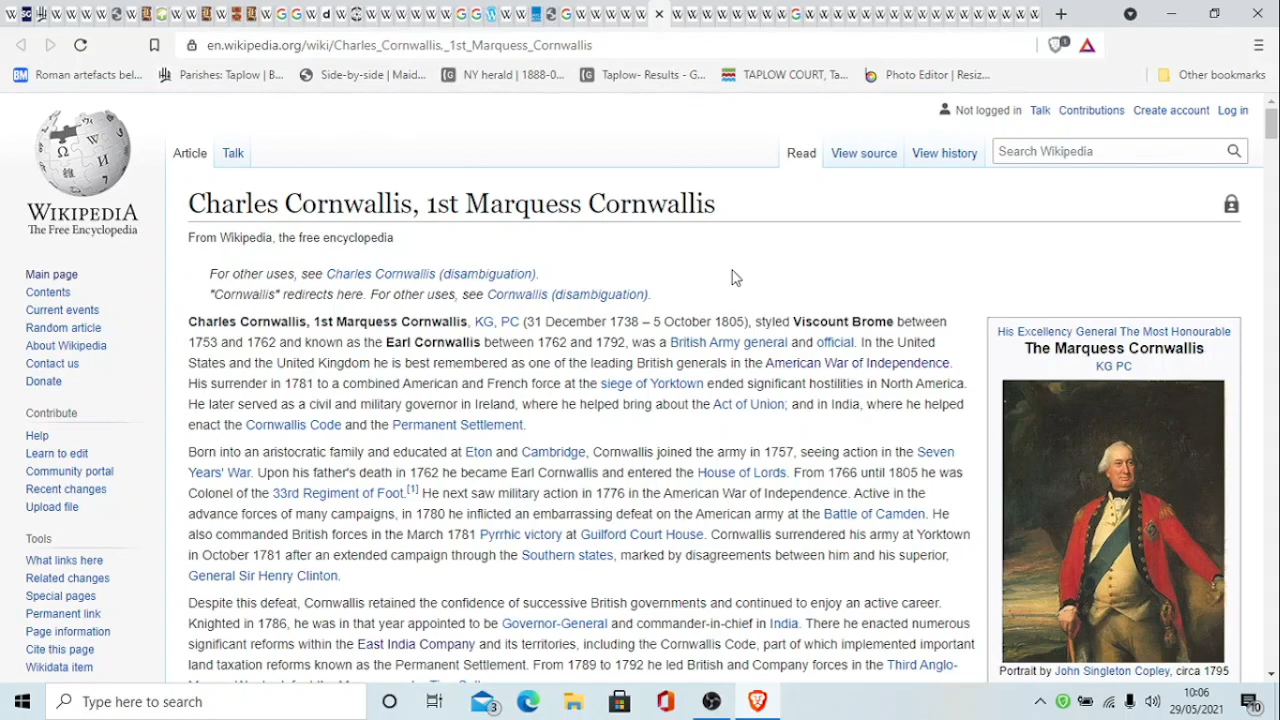 en.wikipedia.org/wiki/Charles_Cornwallis,_1st_Marquess_Cornwallis
1
BM Roman artefacts bel...
Parishes: Taplow | B...
Side-by-side | Maid...
NY herald | 1888-0...
Taplow- Results - G...
TAPLOW COURT, Ta...
Photo Editor | Resiz...
Other bookmarks
WIKIPEDIA
The Free Encyclopedia
Not logged in Talk Contributions Create account Log in
Article Talk
Read View source View history
Search Wikipedia
Charles Cornwallis, 1st Marquess Cornwallis
From Wikipedia, the free encyclopedia
For other uses, see Charles Cornwallis (disambiguation).
"Cornwallis" redirects here. For other uses, see Cornwallis (disambiguation).
Charles Cornwallis, 1st Marquess Cornwallis, KG, PC (31 December 1738 – 5 October 1805), styled Viscount Brome between
1753 and 1762 and known as the Earl Cornwallis between 1762 and 1792, was a British Army general and official. In the United
States and the United Kingdom he is best remembered as one of the leading British generals in the American War of Independence.
His surrender in 1781 to a combined American and French force at the siege of Yorktown ended significant hostilities in North America.
He later served as a civil and military governor in Ireland, where he helped bring about the Act of Union; and in India, where he helped
enact the Cornwallis Code and the Permanent Settlement.
Born into an aristocratic family and educated at Eton and Cambridge, Cornwallis joined the army in 1757, seeing action in the Seven
Years' War. Upon his father's death in 1762 he became Earl Cornwallis and entered the House of Lords. From 1766 until 1805 he was
Colonel of the 33rd Regiment of Foot.[1] He next saw military action in 1776 in the American War of Independence. Active in the
advance forces of many campaigns, in 1780 he inflicted an embarrassing defeat on the American army at the Battle of Camden. He
also commanded British forces in the March 1781 Pyrrhic victory at Guilford Court House. Cornwallis surrendered his army at Yorktown
in October 1781 after an extended campaign through the Southern states, marked by disagreements between him and his superior,
General Sir Henry Clinton.
Despite this defeat, Cornwallis retained the confidence of successive British governments and continued to enjoy an active career.
Knighted in 1786, he was in that year appointed to be Governor-General and commander-in-chief in India. There he enacted numerous
significant reforms within the East India Company and its territories, including the Cornwallis Code, part of which implemented important
land taxation reforms known as the Permanent Settlement. From 1789 to 1792 he led British and Company forces in the Third Anglo-
His Excellency General The Most Honourable
The Marquess Cornwallis
KG PC
Portrait by John Singleton Copley, circa 1795
Main page
Contents
Current events
Random article
About Wikipedia
Contact us
Donate
Contribute
Help
Learn to edit
Community portal
Recent changes
Upload file
Tools
What links here
Related changes
Special pages
Permanent link
Page information
Cite this page
Wikidata item
Type here to search
3
10:06
29/05/2021
10